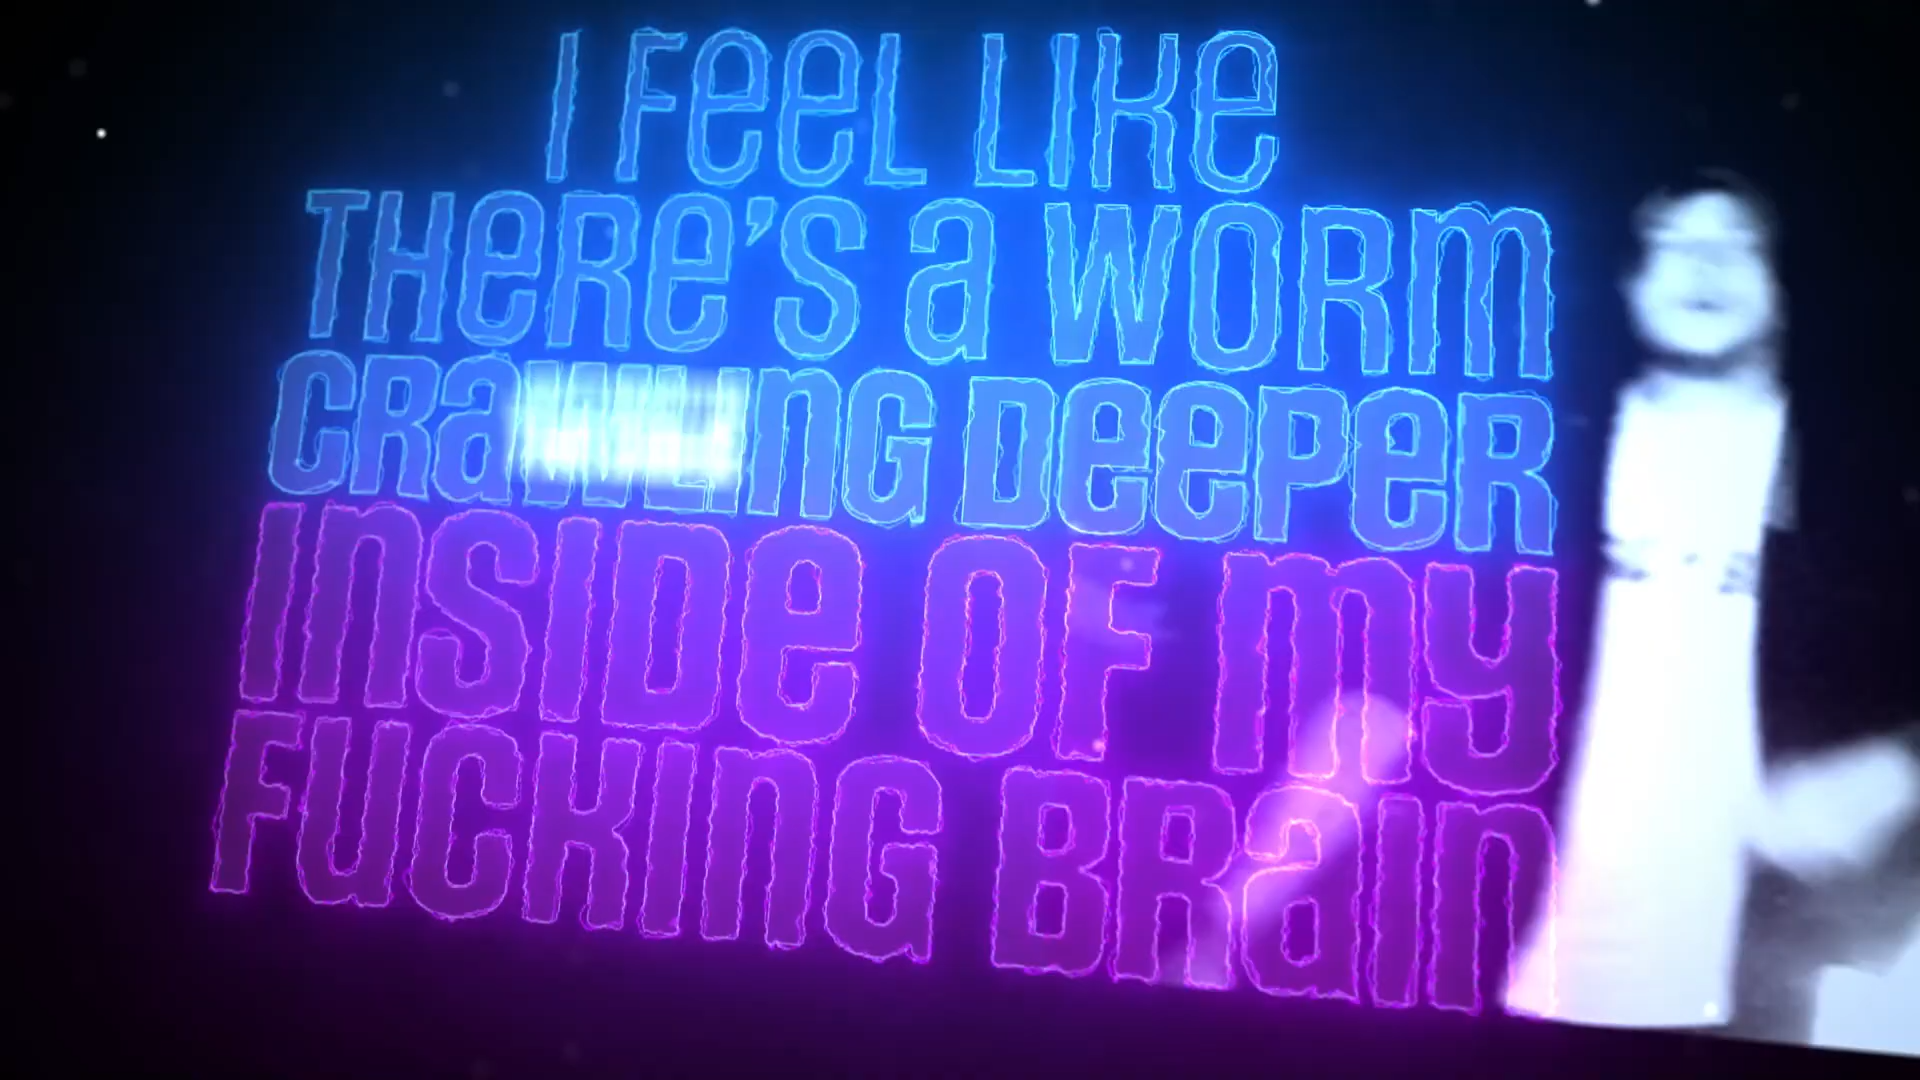 I FeeL LIKe
THeRe'S a WORm
CRaWLInG DeePeR
InSIDe OF my
FuCKInG BRaIn